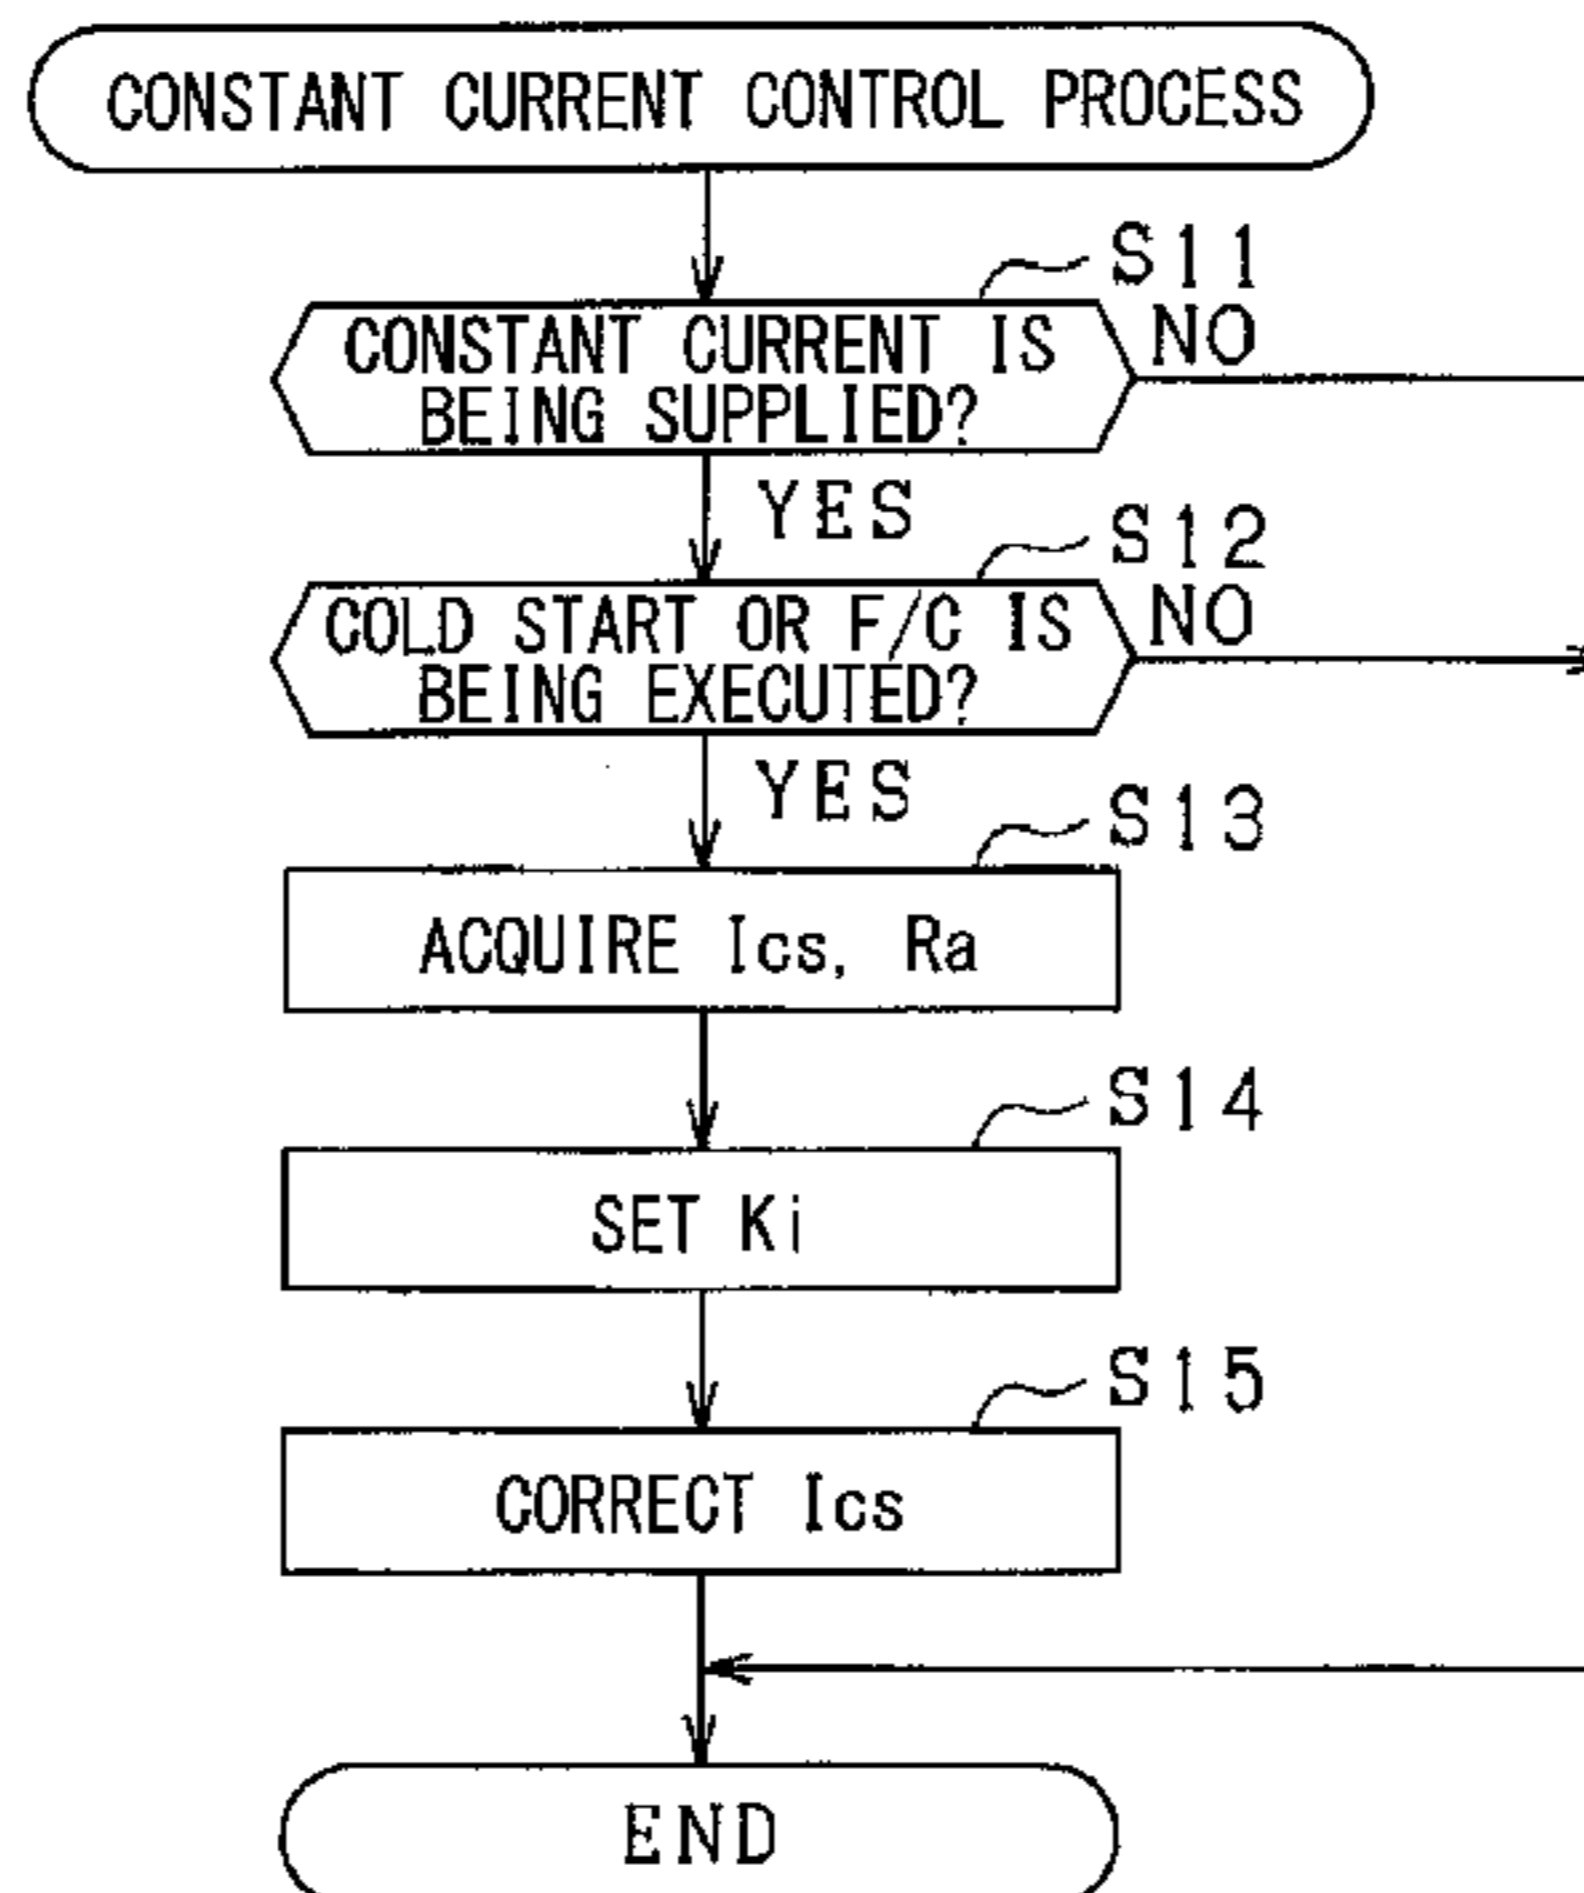 CONSTANT CURRENT CONTROL PROCESS
S11
CONSTANT CURRENT IS
BEING SUPPLIED?
NO
YES
S12
COLD START OR F/C IS
BEING EXECUTED?
NO
YES
S13
ACQUIRE Ics, Ra
S14
SET Ki
S15
CORRECT Ics
END